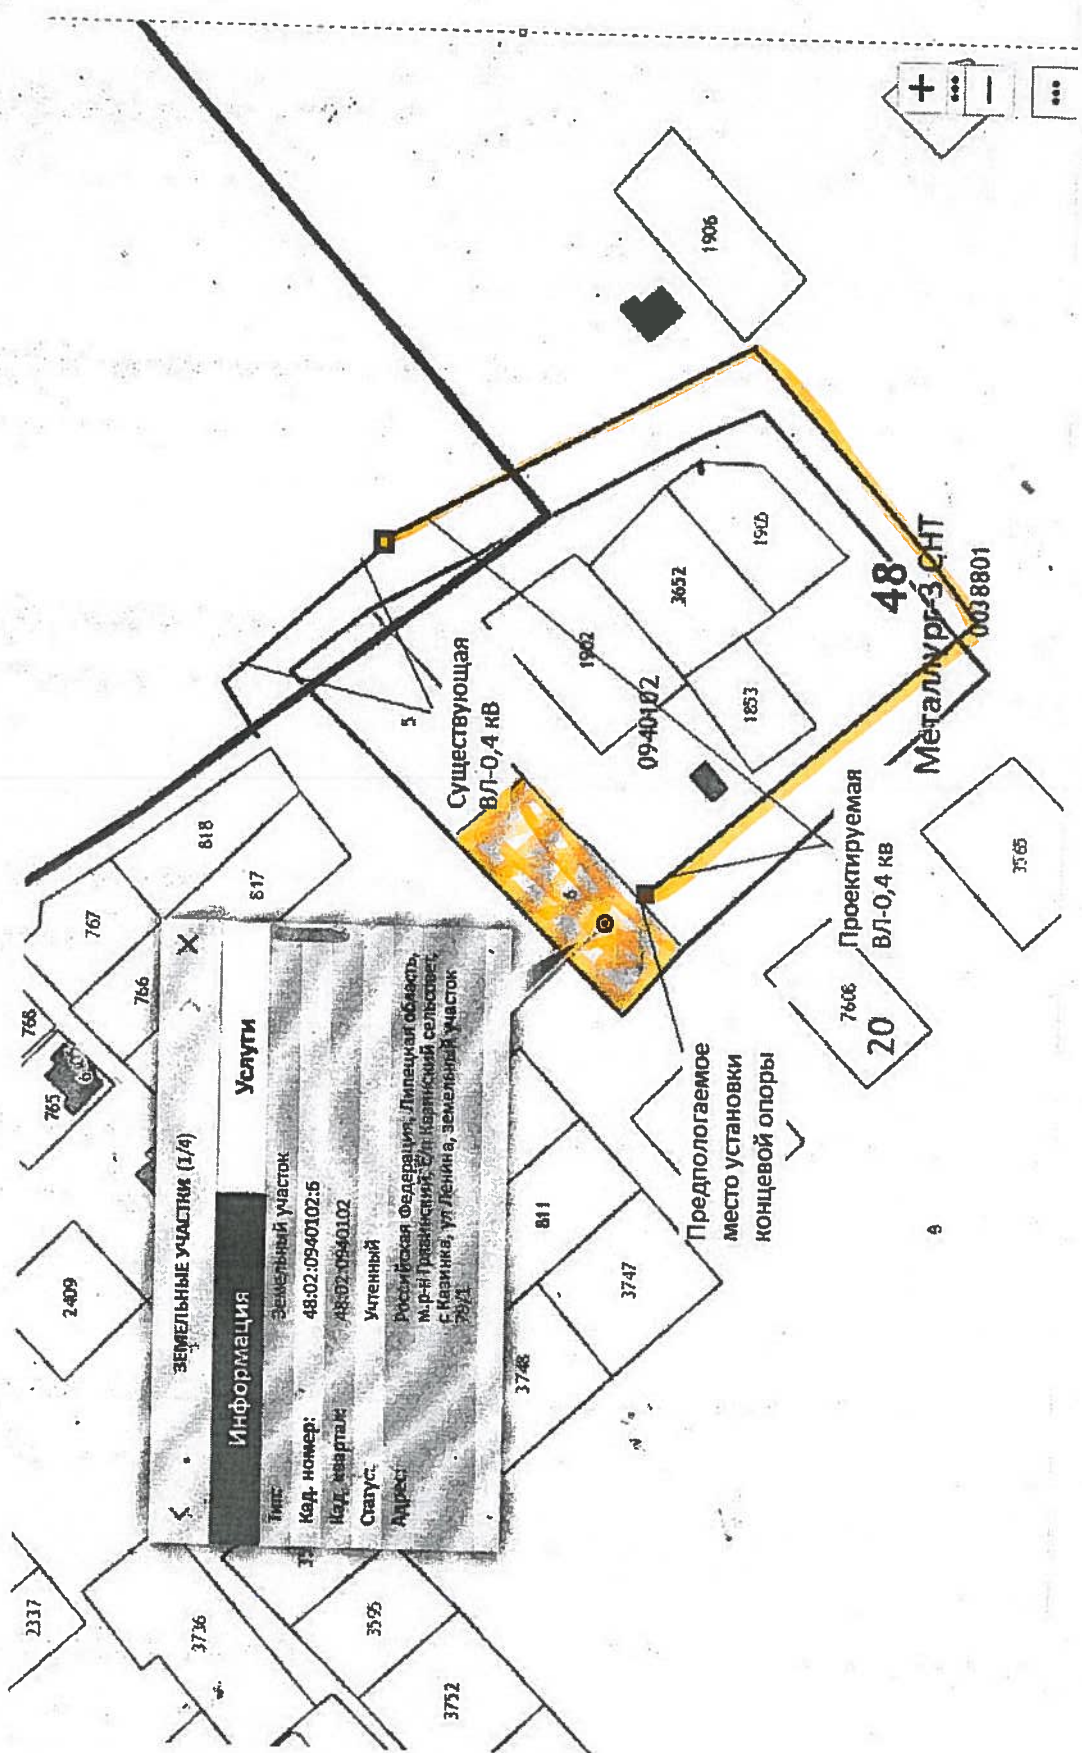 ЗЕМЕЛЬНЫЕ УЧАСТКИ (1/4)
Информация
Услуги
Тип:
Земельный участок
Кад. номер:
48:02:0940102:6
Кад. квартал:
48:02:0940102
Статус:
Учтенный
Адрес:
Российская Федерация, Липецкая область,
м.р-н Грязинский, с/п Казинский сельсовет,
с Казинка, ул Ленина, земельный участок
79/1
Существующая
ВЛ-0,4 кВ
Проектируемая
ВЛ-0,4 кв
Предпологаемое
место установки
концевой опоры
Металлург-3 СНТ
48
0038801
0940102
20
5
6
2337
3736
3595
3752
2409
765
768
767
766
818
817
811
3747
3748
1902
3652
1905
1853
1906
7608
3565